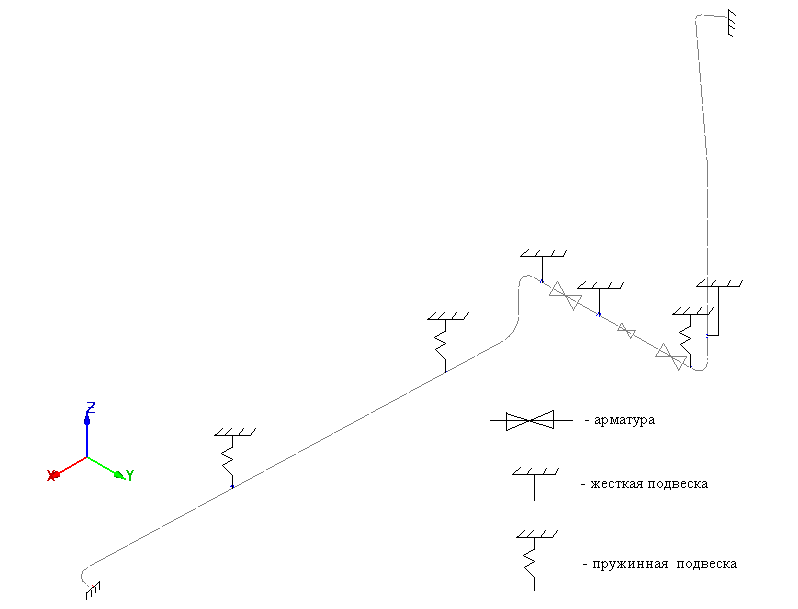 Z
X
Y
- арматура
- жесткая подвеска
- пружинная подвеска